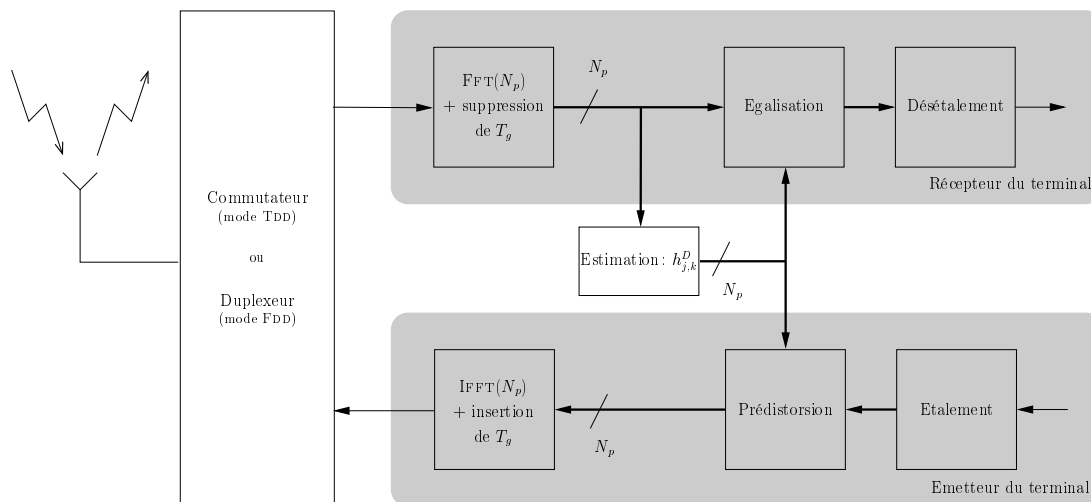 Commutateur
(mode TDD)
ou
Duplexeur
(mode FDD)
FFT(N_p)
+ suppression
de T_g
N_p
Egalisation
Désétalement
Récepteur du terminal
Estimation : h_{j,k}^D
N_p
IFFT(N_p)
+ insertion
de T_g
N_p
Prédistorsion
Etalement
Emetteur du terminal